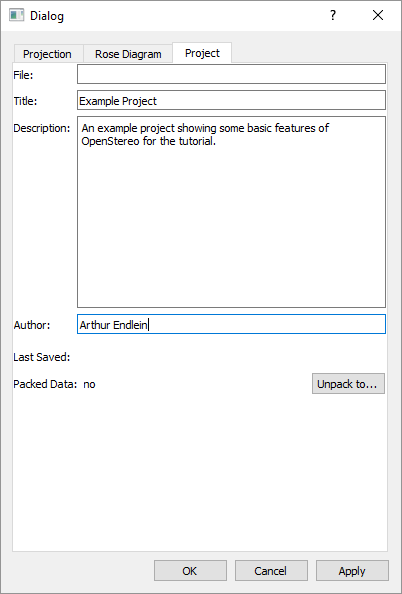 Dialog
?
Projection
Rose Diagram
Project
File:
Title:
Example Project
Description:
An example project showing some basic features of
OpenStereo for the tutorial.
Author:
Arthur Endlein
Last Saved:
Packed Data: no
Unpack to...
OK
Cancel
Apply